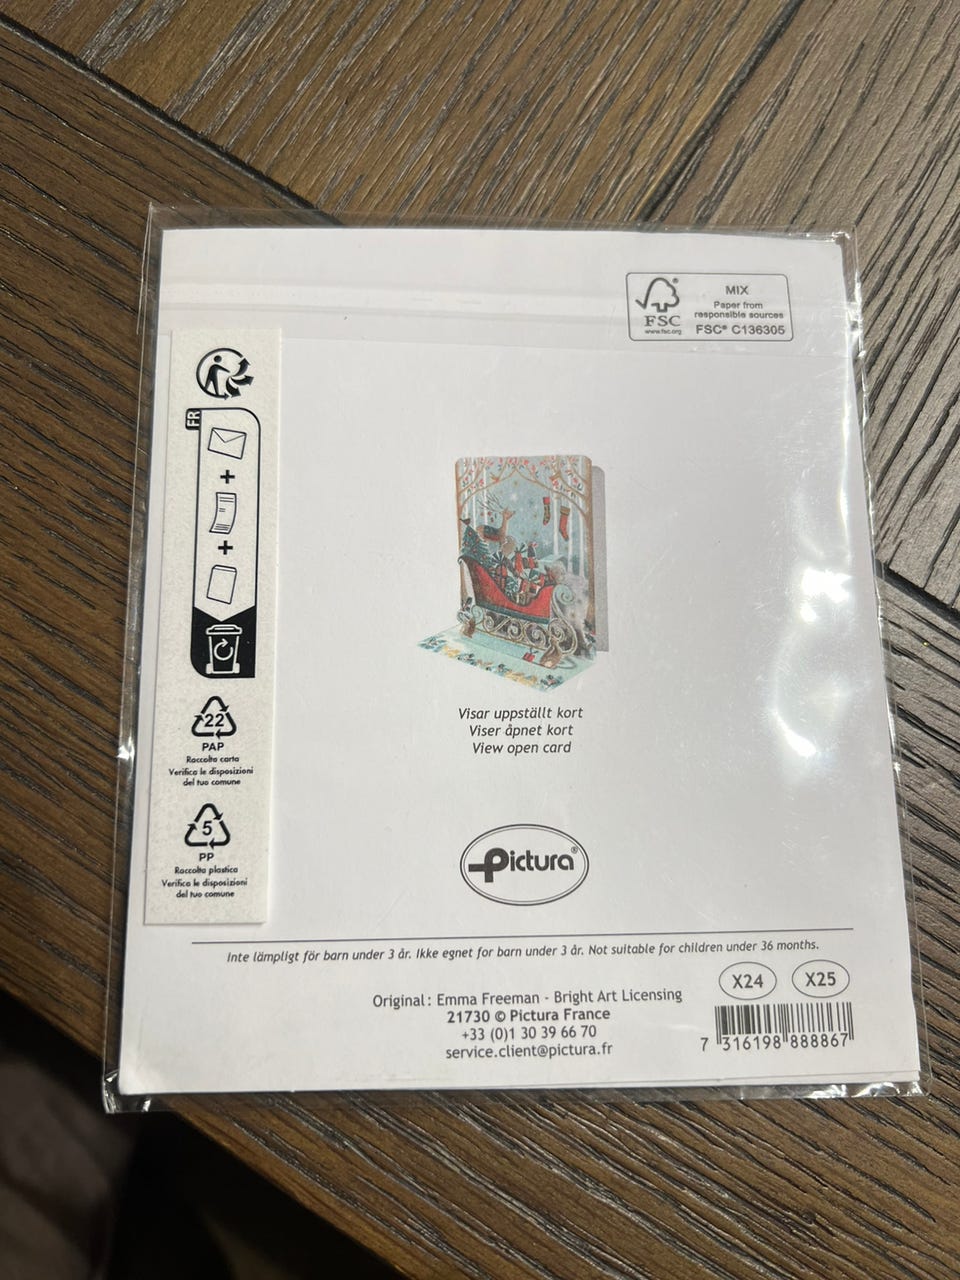 MIX
Paper from
responsible sources
FSC® C136305
FSC
www.fsc.org
FR
+
+
22
PAP
Raccolta carta
Verifica le disposizioni
del tuo comune
5
PP
Raccolta plastica
Verifica le disposizioni
del tuo comune
Visar uppställt kort
Viser åpnet kort
View open card
Pictura®
Inte lämpligt för barn under 3 år. Ikke egnet for barn under 3 år. Not suitable for children under 36 months.
X24 X25
Original : Emma Freeman - Bright Art Licensing
21730 © Pictura France
+33 (0)1 30 39 66 70
service.client@pictura.fr
7 316198 888867